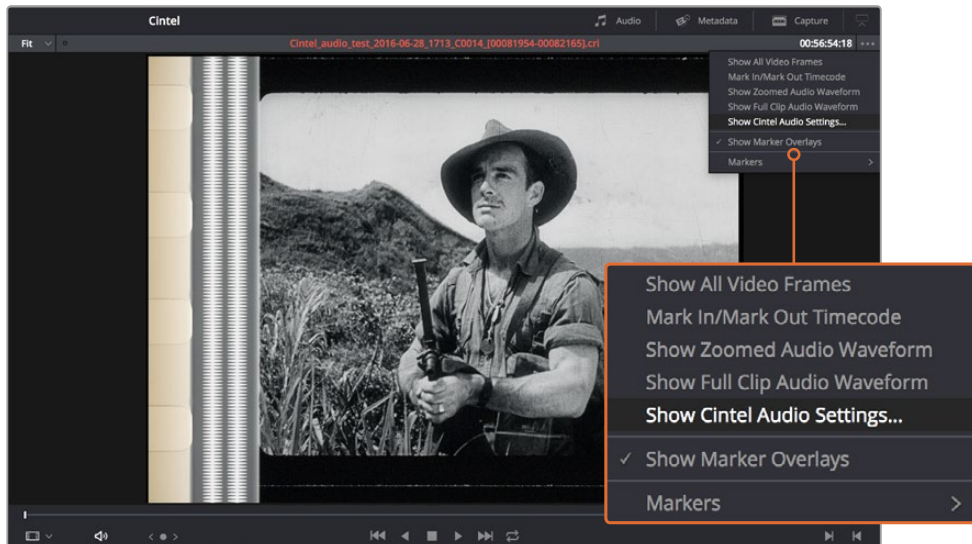 Cintel
Audio
Metadata
Capture
Fit
Cintel_audio_test_2016-06-28_1713_C0014_[00081954-00082165].cri
00:56:54:18
Show All Video Frames
Mark In/Mark Out Timecode
Show Zoomed Audio Waveform
Show Full Clip Audio Waveform
Show Cintel Audio Settings...
Show Marker Overlays
Markers
Show All Video Frames
Mark In/Mark Out Timecode
Show Zoomed Audio Waveform
Show Full Clip Audio Waveform
Show Cintel Audio Settings...
Show Marker Overlays
Markers